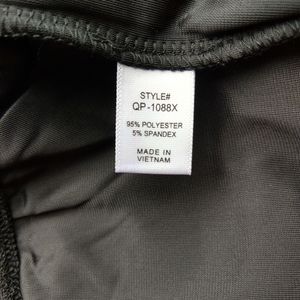 STYLE#
QP-1088X
95% POLYESTER
5% SPANDEX
MADE IN
VIETNAM